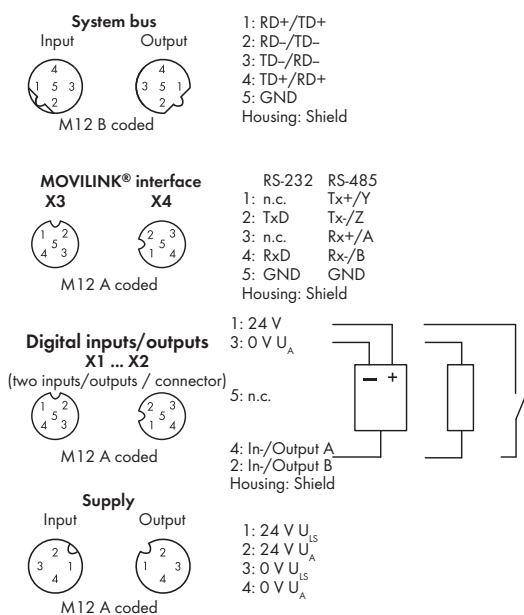 System bus
Input Output
4
1 5 3
2
4
3 5 1
2
M12 B coded
1: RD+/TD+
2: RD–/TD–
3: TD–/RD–
4: TD+/RD+
5: GND
Housing: Shield
MOVILINK® interface
X3 X4
1 2
5
4 3
2 3
5
1 4
M12 A coded
RS-232 RS-485
1: n.c. Tx+/Y
2: TxD Tx-/Z
3: n.c. Rx+/A
4: RxD Rx-/B
5: GND GND
Housing: Shield
Digital inputs/outputs
X1 ... X2
(two inputs/outputs / connector)
1 2
5
4 3
2 3
5
1 4
M12 A coded
1: 24 V
3: 0 V U_A
5: n.c.
4: In-/Output A
2: In-/Output B
Housing: Shield
– +
Supply
Input Output
2
3 1
4
2
1 3
4
M12 A coded
1: 24 V U_LS
2: 24 V U_A
3: 0 V U_LS
4: 0 V U_A